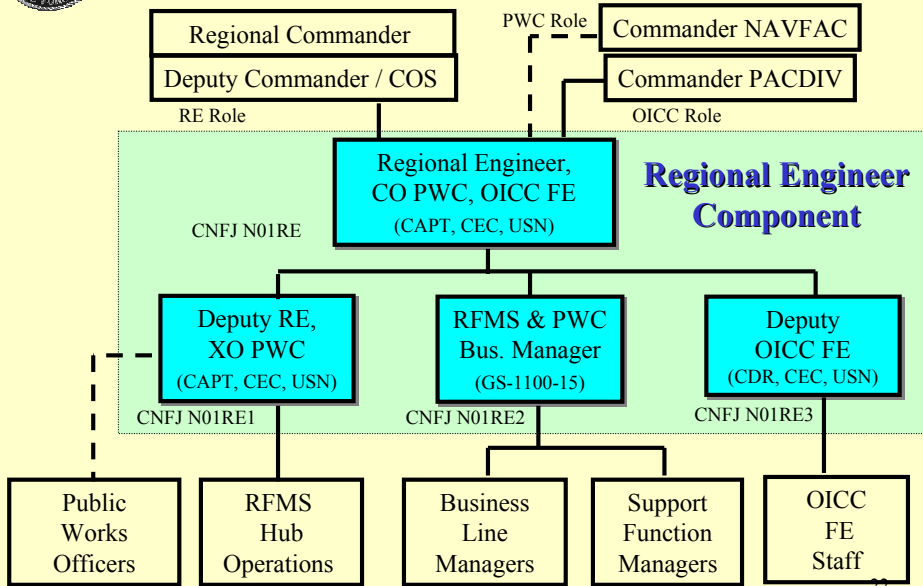 PWC Role
Regional Commander
Commander NAVFAC
Deputy Commander / COS
Commander PACDIV
RE Role
OICC Role
Regional Engineer,
CO PWC, OICC FE
(CAPT, CEC, USN)
Regional Engineer
Component
CNFJ N01RE
Deputy RE,
XO PWC
(CAPT, CEC, USN)
RFMS & PWC
Bus. Manager
(GS-1100-15)
Deputy
OICC FE
(CDR, CEC, USN)
CNFJ N01RE1
CNFJ N01RE2
CNFJ N01RE3
Public
Works
Officers
RFMS
Hub
Operations
Business
Line
Managers
Support
Function
Managers
OICC
FE
Staff